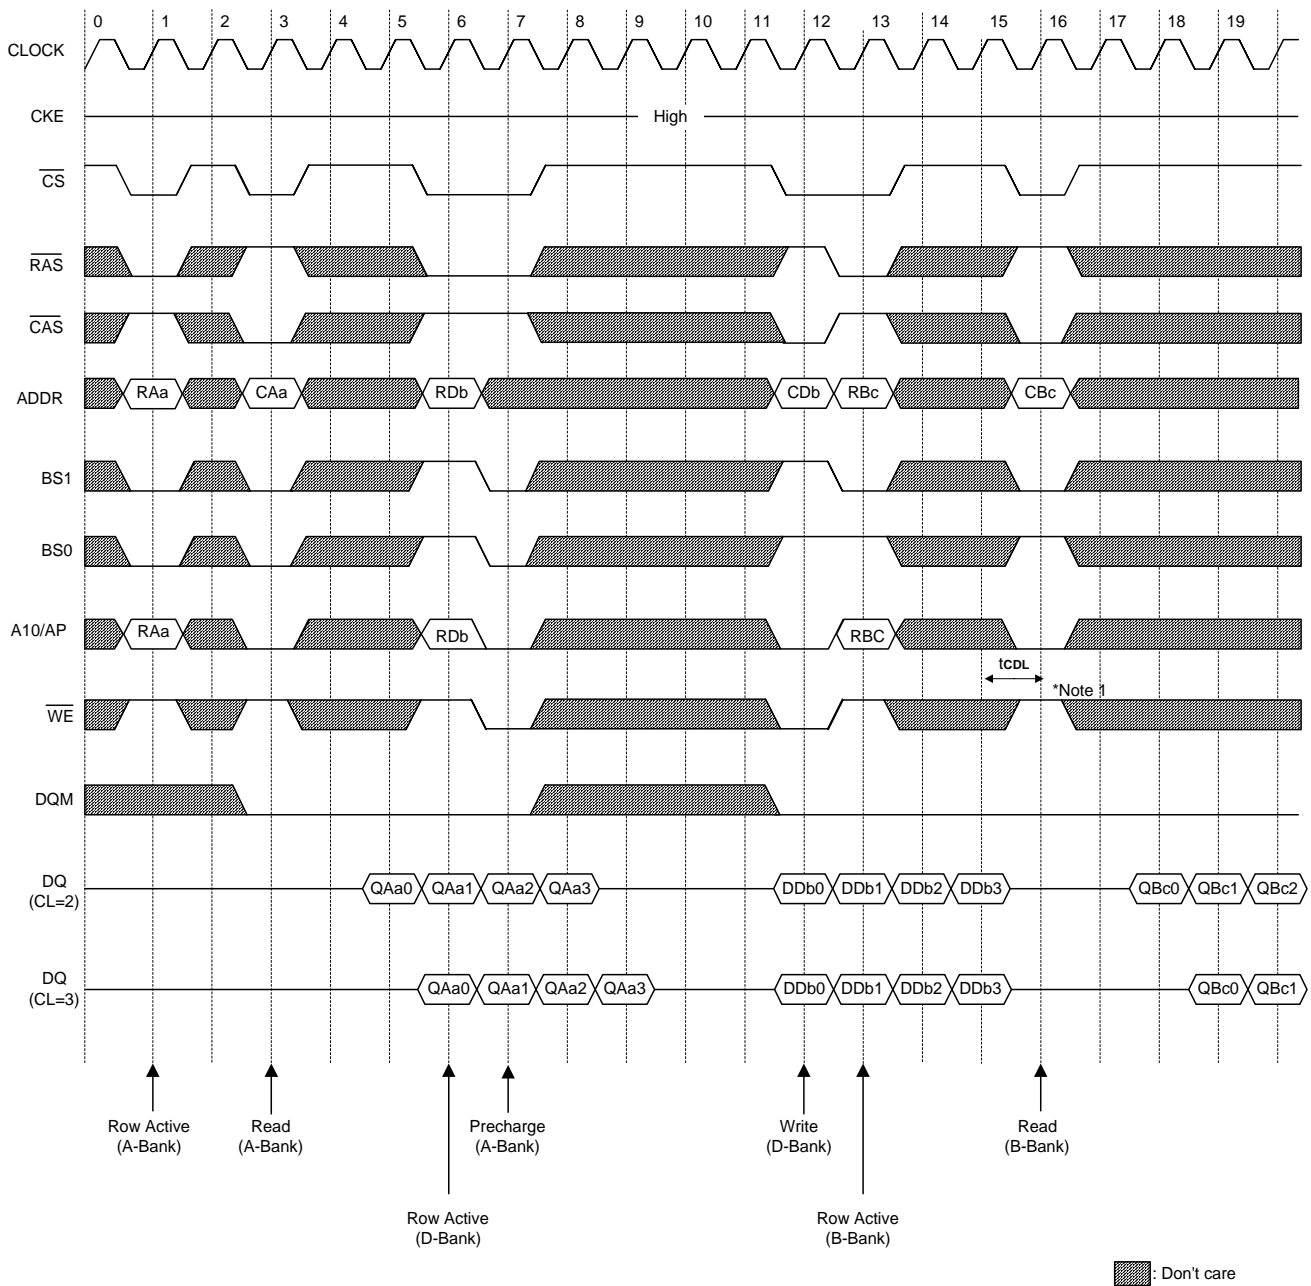 0 1 2 3 4 5 6 7 8 9 10 11 12 13 14 15 16 17 18 19
CLOCK
CKE
High
CS
RAS
CAS
ADDR RAa CAa RDb CDb RBc CBc
BS1
BS0
A10/AP RAa RDb RBC
tCDL
*Note 1
WE
DQM
DQ
(CL=2)
QAa0 QAa1 QAa2 QAa3 DDb0 DDb1 DDb2 DDb3 QBc0 QBc1 QBc2
DQ
(CL=3)
QAa0 QAa1 QAa2 QAa3 DDb0 DDb1 DDb2 DDb3 QBc0 QBc1
Row Active
(A-Bank)
Read
(A-Bank)
Precharge
(A-Bank)
Write
(D-Bank)
Read
(B-Bank)
Row Active
(D-Bank)
Row Active
(B-Bank)
: Don't care